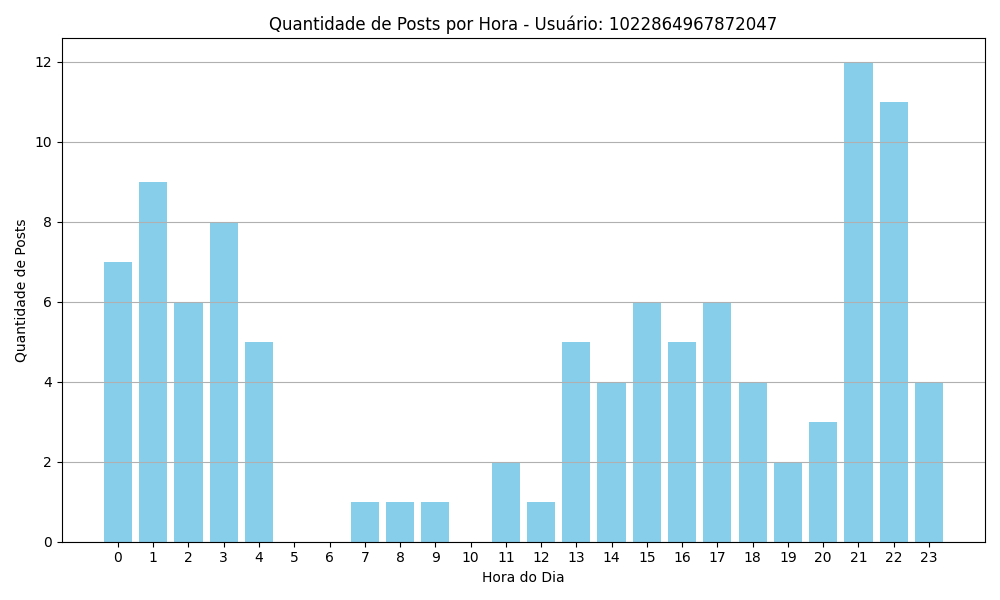 Quantidade de Posts por Hora - Usuário: 1022864967872047
12
10
8
6
4
2
0
Quantidade de Posts
0 1 2 3 4 5 6 7 8 9 10 11 12 13 14 15 16 17 18 19 20 21 22 23
Hora do Dia